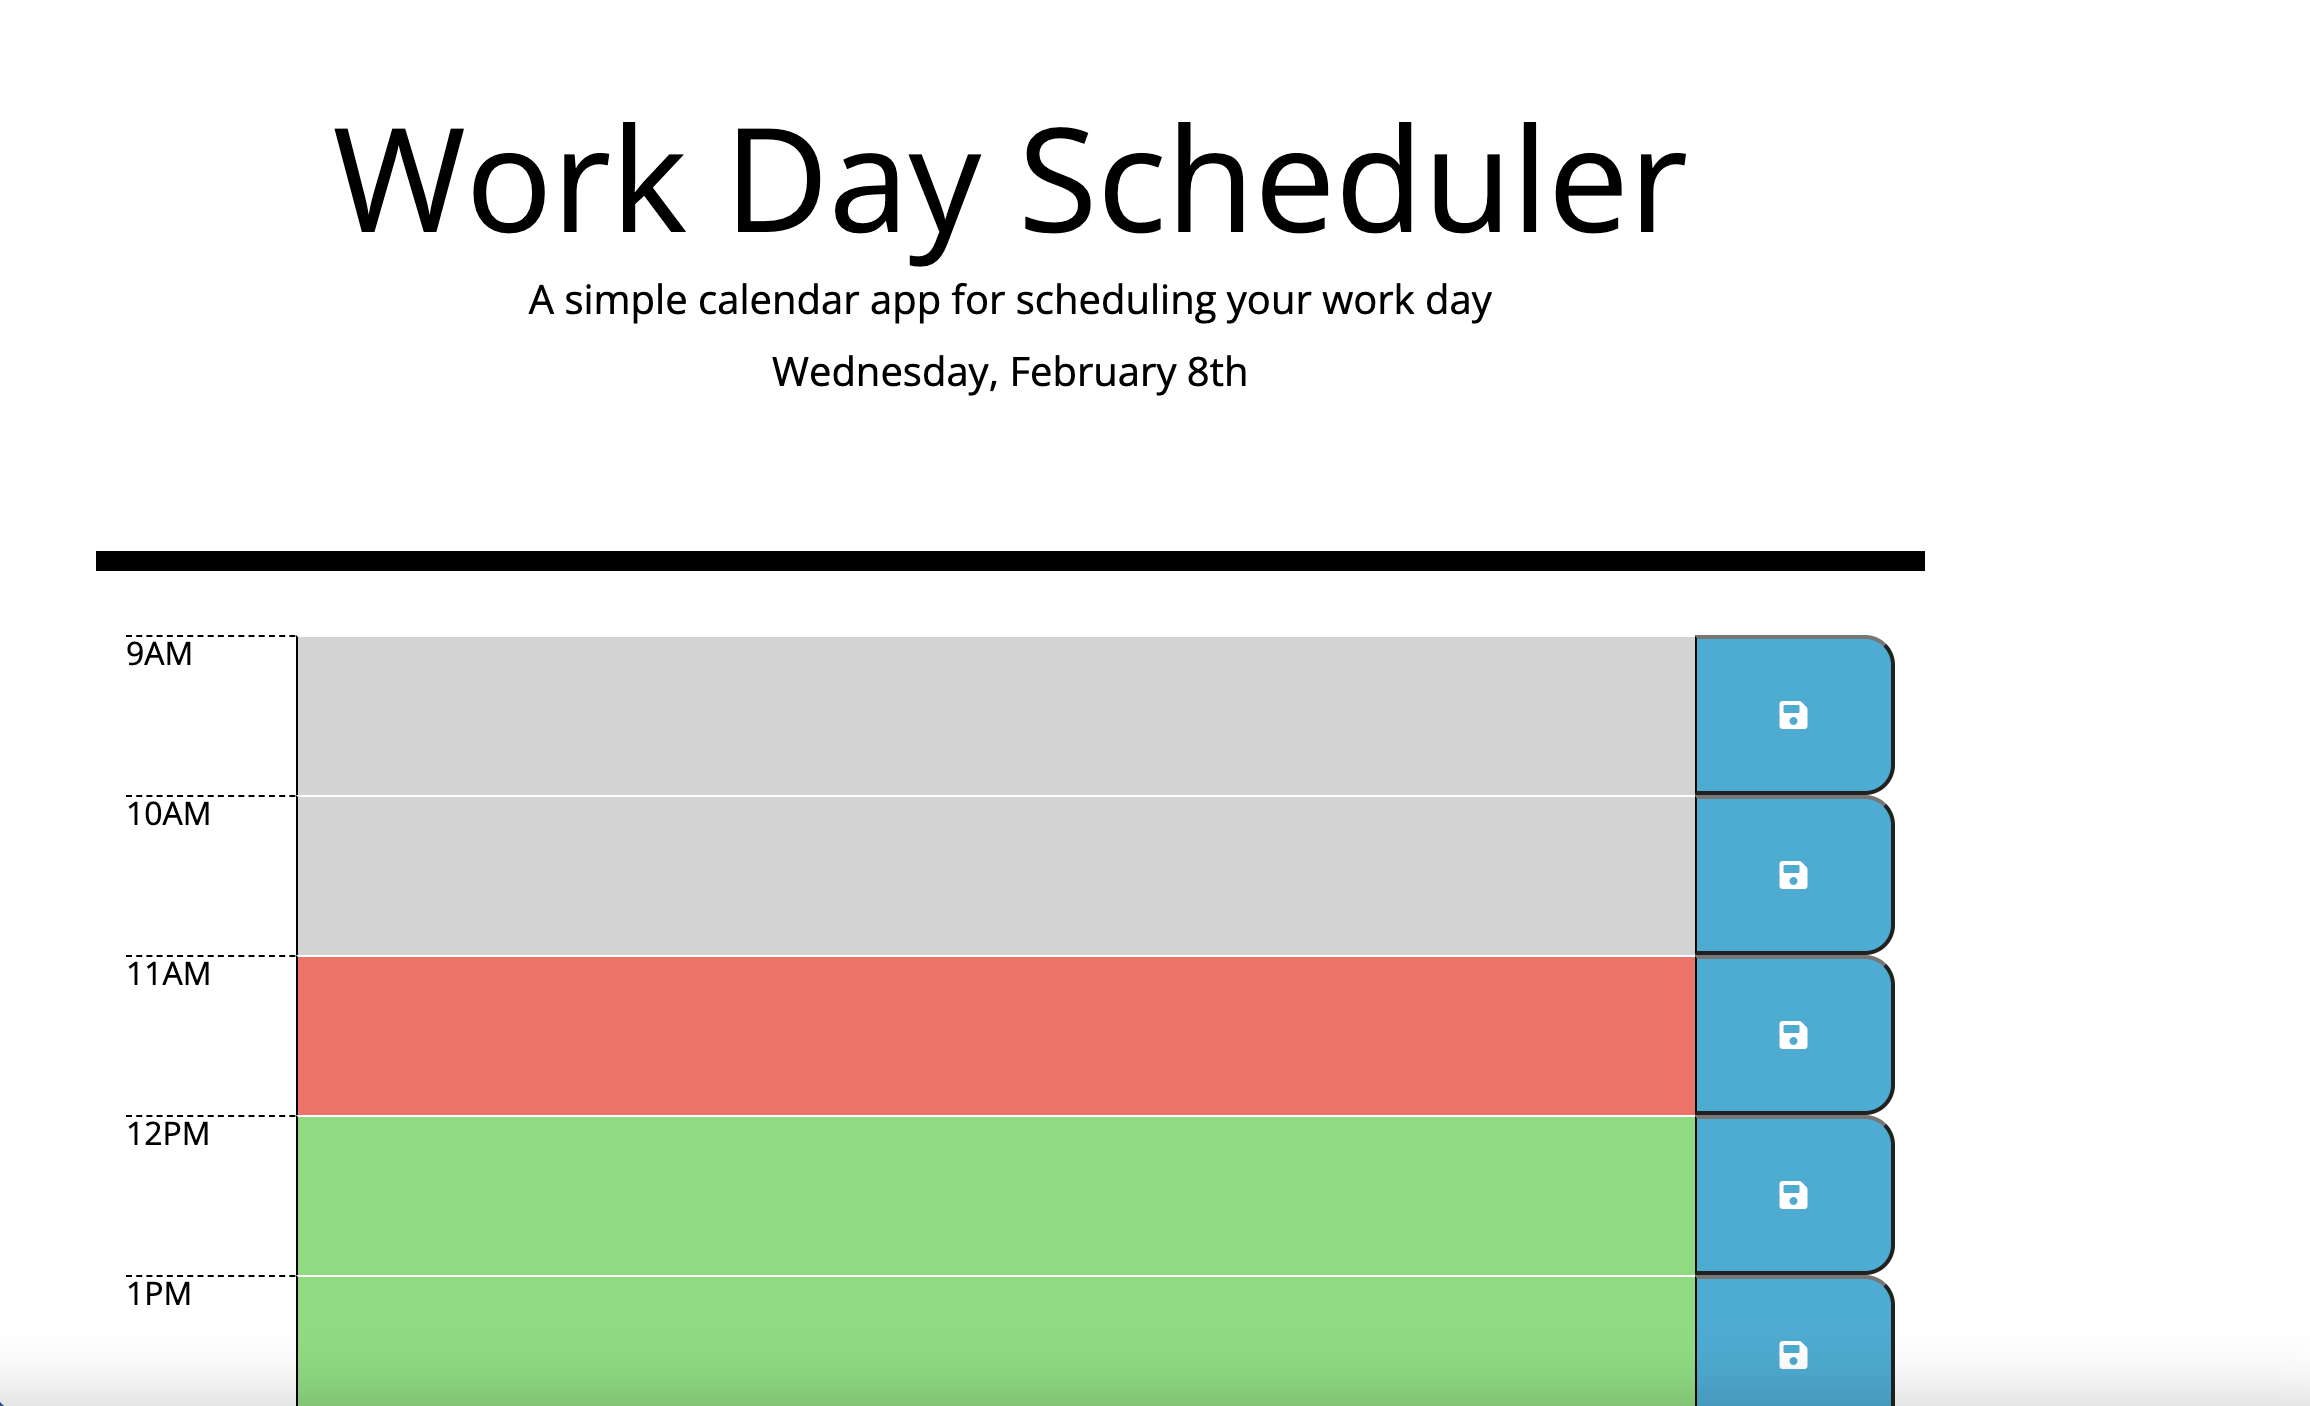 Work Day Scheduler
A simple calendar app for scheduling your work day
Wednesday, February 8th
9AM
10AM
11AM
12PM
1PM